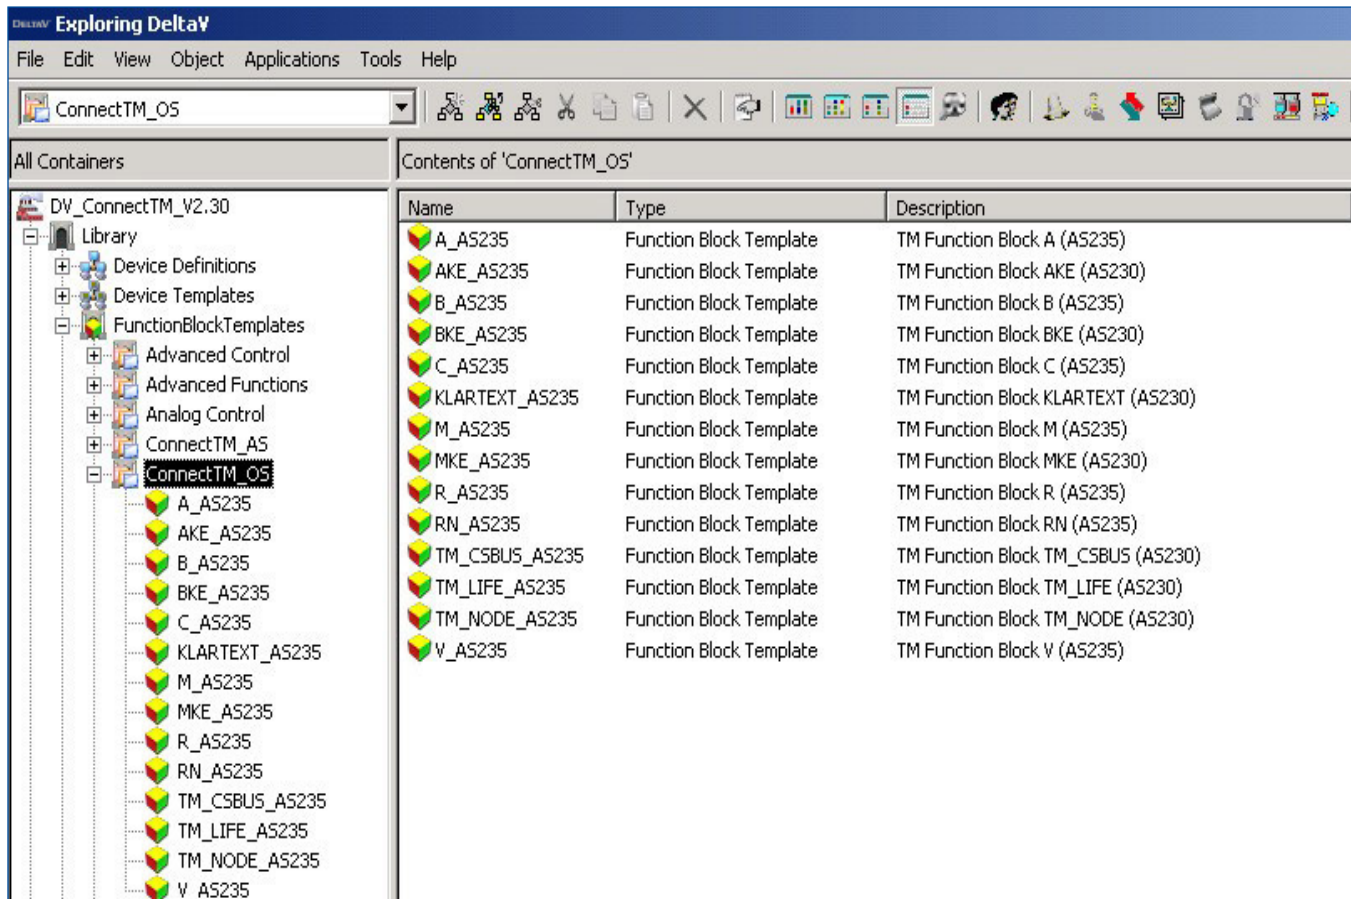 DELTAV Exploring DeltaV
File Edit View Object Applications Tools Help
ConnectTM_OS
All Containers
Contents of 'ConnectTM_OS'
DV_ConnectTM_V2.30
Library
Device Definitions
Device Templates
FunctionBlockTemplates
Advanced Control
Advanced Functions
Analog Control
ConnectTM_AS
ConnectTM_OS
A_AS235
AKE_AS235
B_AS235
BKE_AS235
C_AS235
KLARTEXT_AS235
M_AS235
MKE_AS235
R_AS235
RN_AS235
TM_CSBUS_AS235
TM_LIFE_AS235
TM_NODE_AS235
V_AS235
Name Type Description
A_AS235 Function Block Template TM Function Block A (AS235)
AKE_AS235 Function Block Template TM Function Block AKE (AS230)
B_AS235 Function Block Template TM Function Block B (AS235)
BKE_AS235 Function Block Template TM Function Block BKE (AS230)
C_AS235 Function Block Template TM Function Block C (AS235)
KLARTEXT_AS235 Function Block Template TM Function Block KLARTEXT (AS230)
M_AS235 Function Block Template TM Function Block M (AS235)
MKE_AS235 Function Block Template TM Function Block MKE (AS230)
R_AS235 Function Block Template TM Function Block R (AS235)
RN_AS235 Function Block Template TM Function Block RN (AS235)
TM_CSBUS_AS235 Function Block Template TM Function Block TM_CSBUS (AS230)
TM_LIFE_AS235 Function Block Template TM Function Block TM_LIFE (AS230)
TM_NODE_AS235 Function Block Template TM Function Block TM_NODE (AS230)
V_AS235 Function Block Template TM Function Block V (AS235)